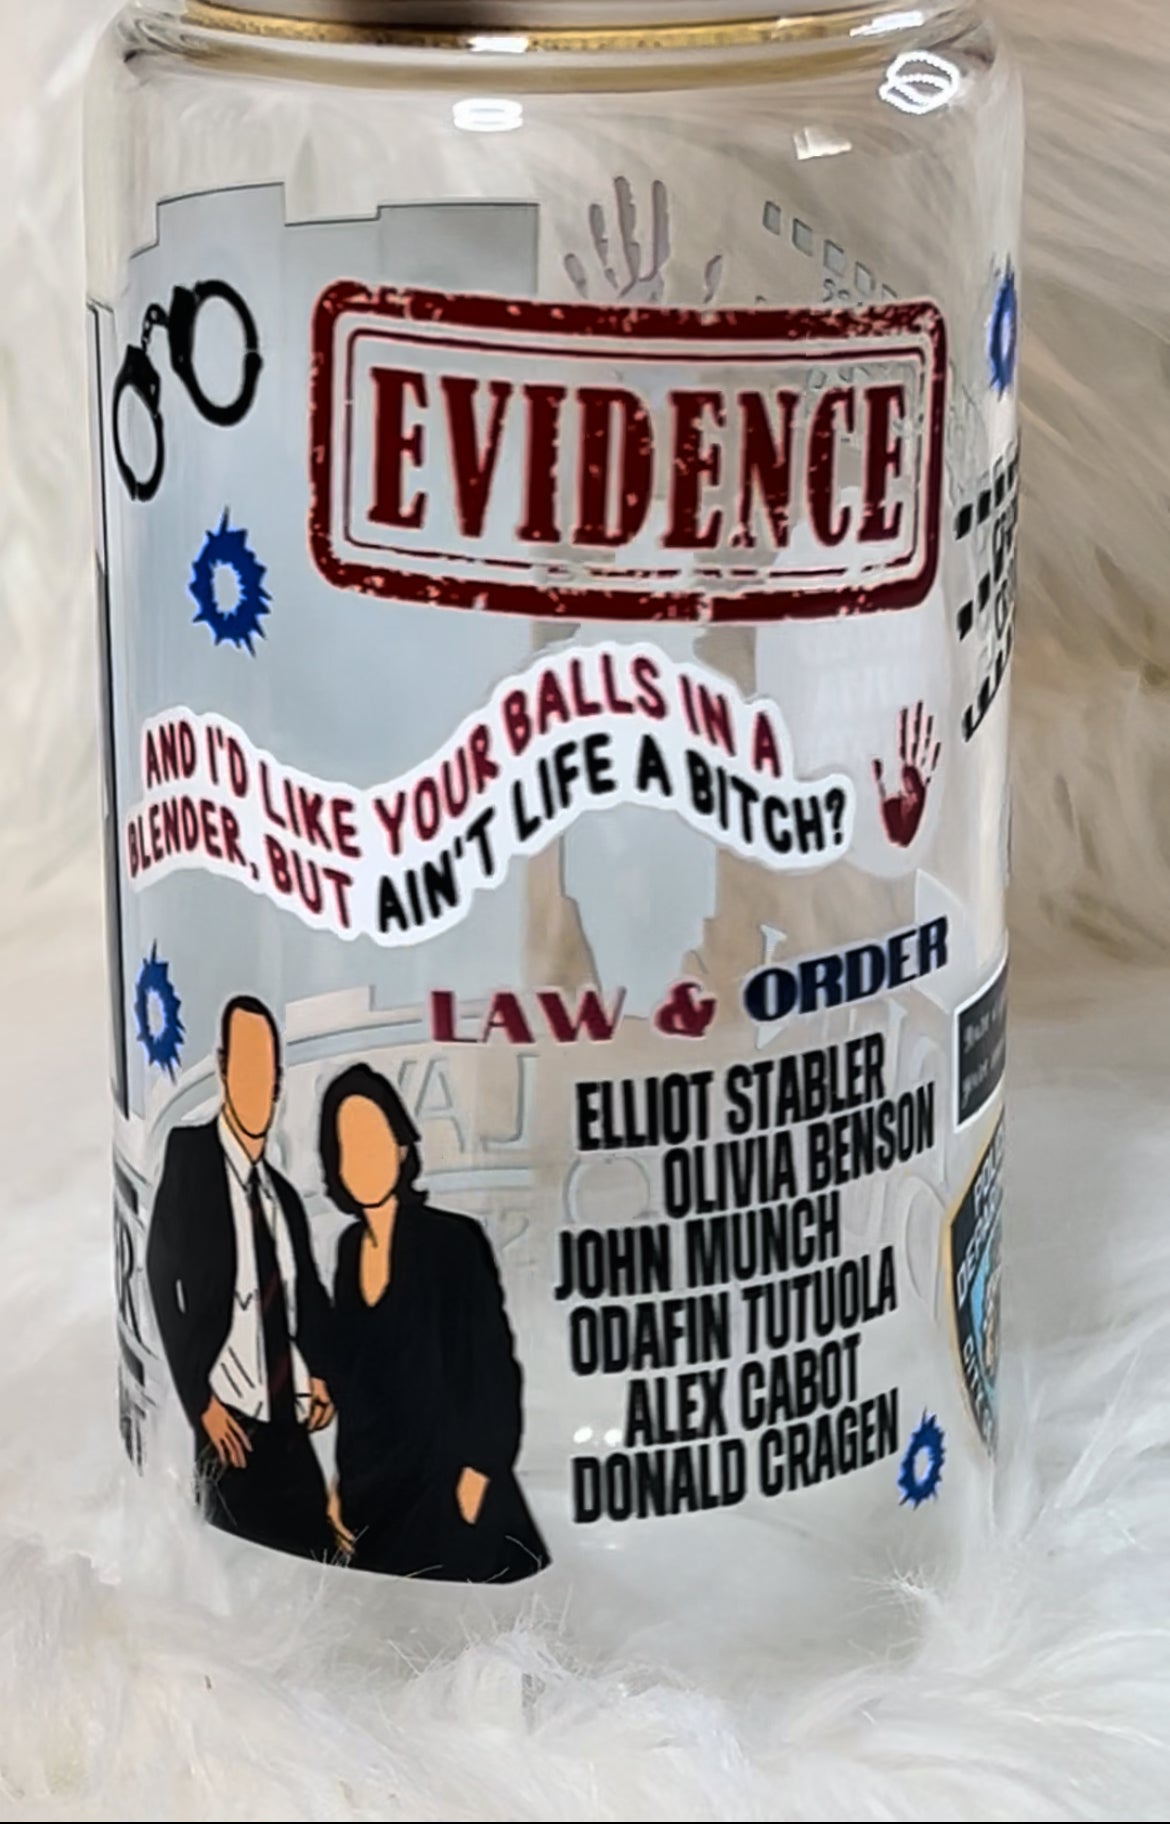 EVIDENCE
AND I'D LIKE YOUR BALLS IN A
BLENDER, BUT AIN'T LIFE A BITCH?
LAW & ORDER
ELLIOT STABLER
OLIVIA BENSON
JOHN MUNCH
ODAFIN TUTUOLA
ALEX CABOT
DONALD CRAGEN